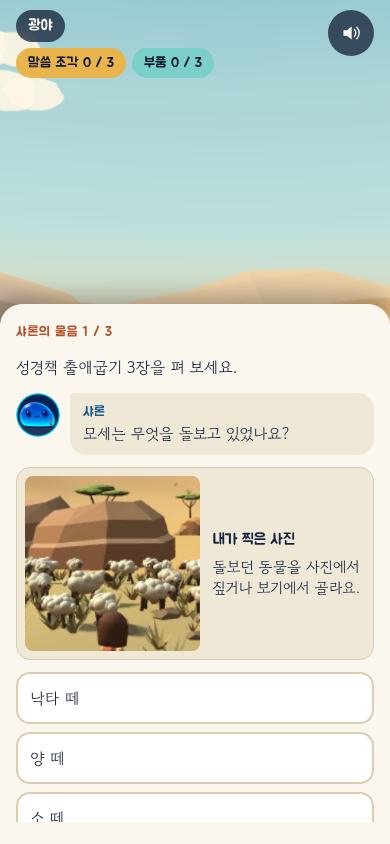 광야
말씀 조각 0 / 3
부품 0 / 3
샤론의 물음 1 / 3
성경책 출애굽기 3장을 펴 보세요.
샤론
모세는 무엇을 돌보고 있었나요?
내가 찍은 사진
돌보던 동물을 사진에서
짚거나 보기에서 골라요.
낙타 떼
양 떼
소 떼